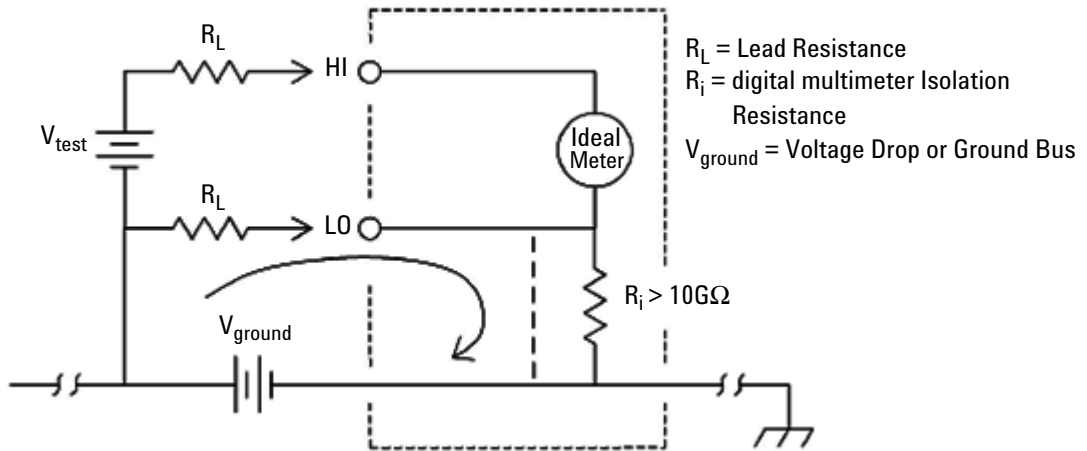 R_L
HI
V_test
Ideal
Meter
R_L
LO
R_i > 10GΩ
V_ground
R_L = Lead Resistance
R_i = digital multimeter Isolation
Resistance
V_ground = Voltage Drop or Ground Bus